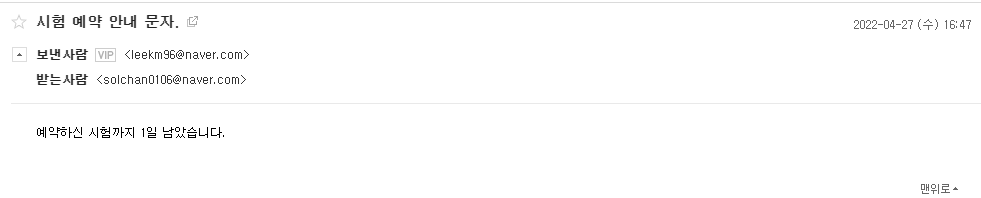 시험 예약 안내 문자.
2022-04-27 (수) 16:47
보낸사람 VIP <leekm96@naver.com>
받는사람 <solchan0106@naver.com>
예약하신 시험까지 1일 남았습니다.
맨위로